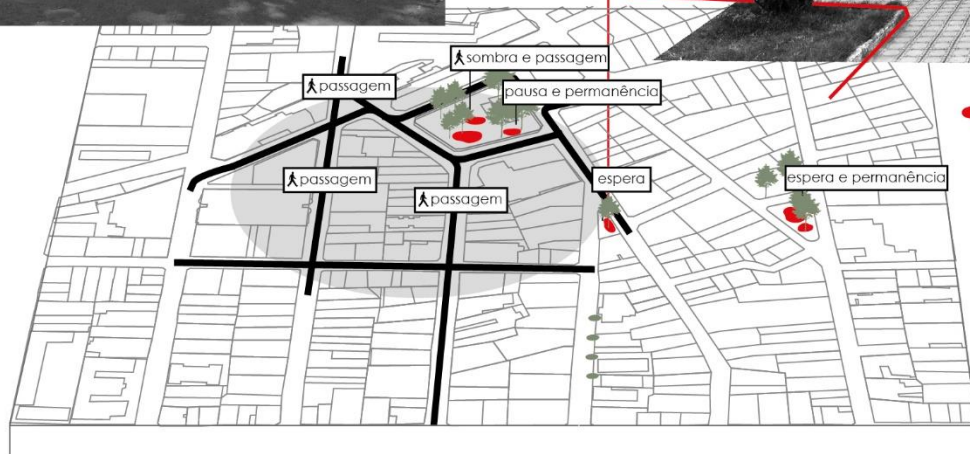 sombra e passagem
passagem
pausa e permanência
passagem
espera
espera e permanência
passagem